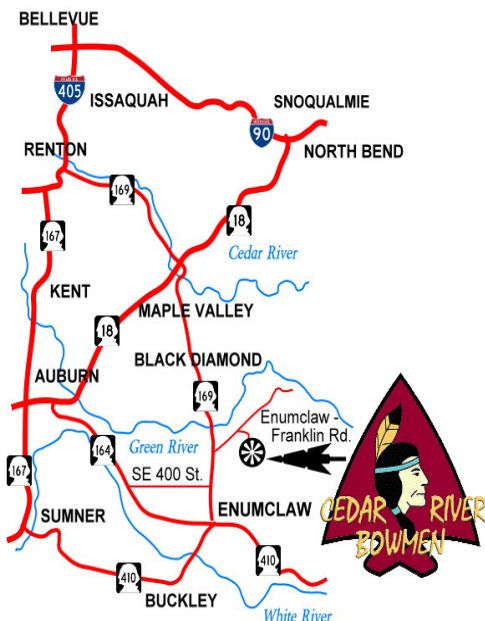 BELLEVUE
405
ISSAQUAH
SNOQUALMIE
90
RENTON
NORTH BEND
169
18
167
Cedar River
KENT
MAPLE VALLEY
18
BLACK DIAMOND
AUBURN
169
Enumclaw -
Franklin Rd.
Green River
164
167
SE 400 St.
SUMNER
ENUMCLAW
CEDAR RIVER
BOWMEN
410
410
BUCKLEY
White River